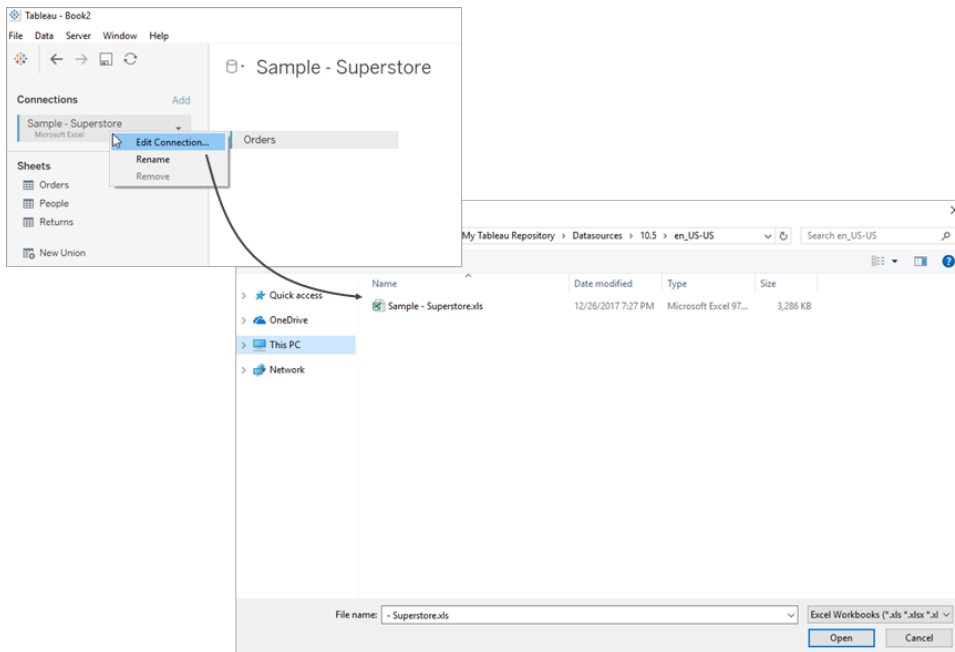 Tableau - Book2
File Data Server Window Help
Sample - Superstore
Connections Add
Sample - Superstore
Microsoft Excel
Edit Connection...
Rename
Remove
Orders
Sheets
Orders
People
Returns
New Union
My Tableau Repository > Datasources > 10.5 > en_US-US
Search en_US-US
Name Date modified Type Size
Sample - Superstore.xls 12/26/2017 7:27 PM Microsoft Excel 97... 3,286 KB
Quick access
OneDrive
This PC
Network
File name: - Superstore.xls Excel Workbooks (*.xls *.xlsx *.xl
Open Cancel